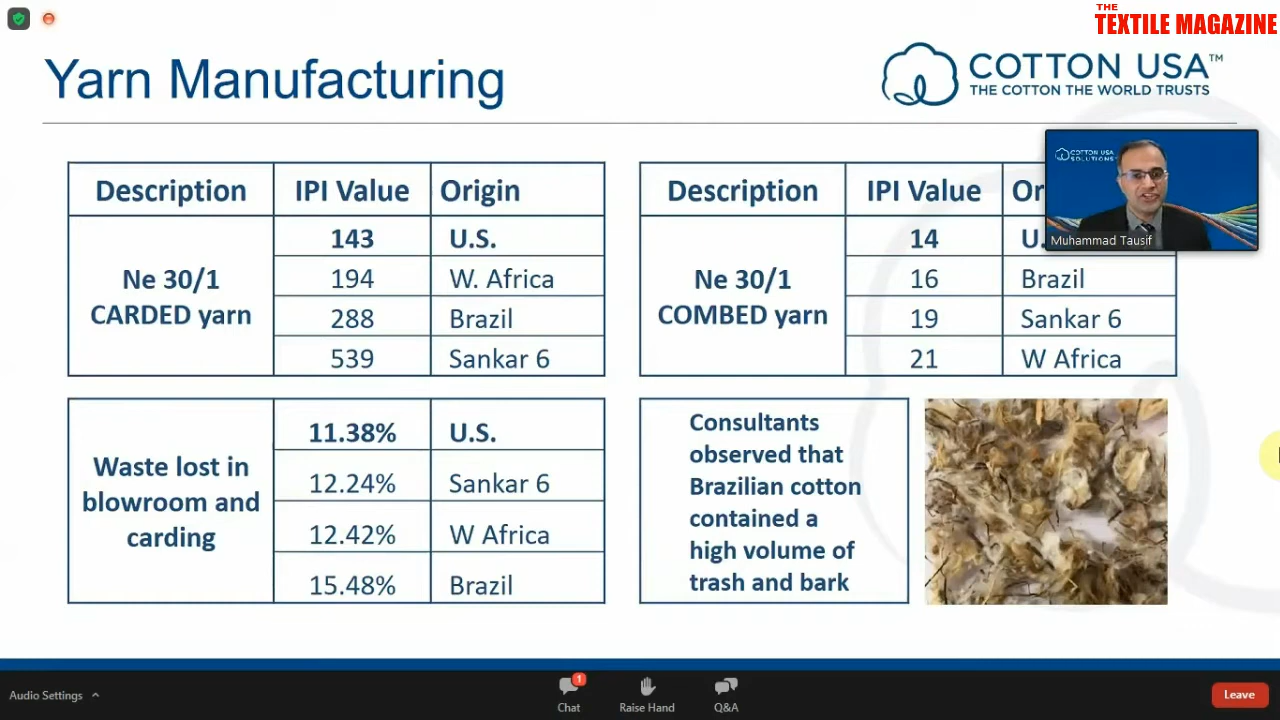 THE
TEXTILE MAGAZINE
Yarn Manufacturing
COTTON USA™
THE COTTON THE WORLD TRUSTS
Description IPI Value Origin
Ne 30/1
CARDED yarn
143 U.S.
194 W. Africa
288 Brazil
539 Sankar 6
Description IPI Value
Ne 30/1
COMBED yarn
14
16 Brazil
19 Sankar 6
21 W Africa
COTTON USA
SOLUTIONS
Muhammad Tausif
Waste lost in
blowroom and
carding
11.38% U.S.
12.24% Sankar 6
12.42% W Africa
15.48% Brazil
Consultants
observed that
Brazilian cotton
contained a
high volume of
trash and bark
Audio Settings
1
Chat
Raise Hand
Q&A
Leave